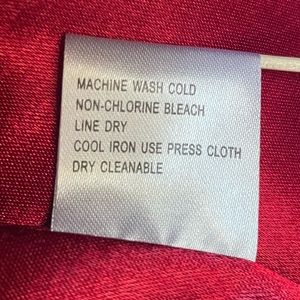 MACHINE WASH COLD
NON-CHLORINE BLEACH
LINE DRY
COOL IRON USE PRESS CLOTH
DRY CLEANABLE